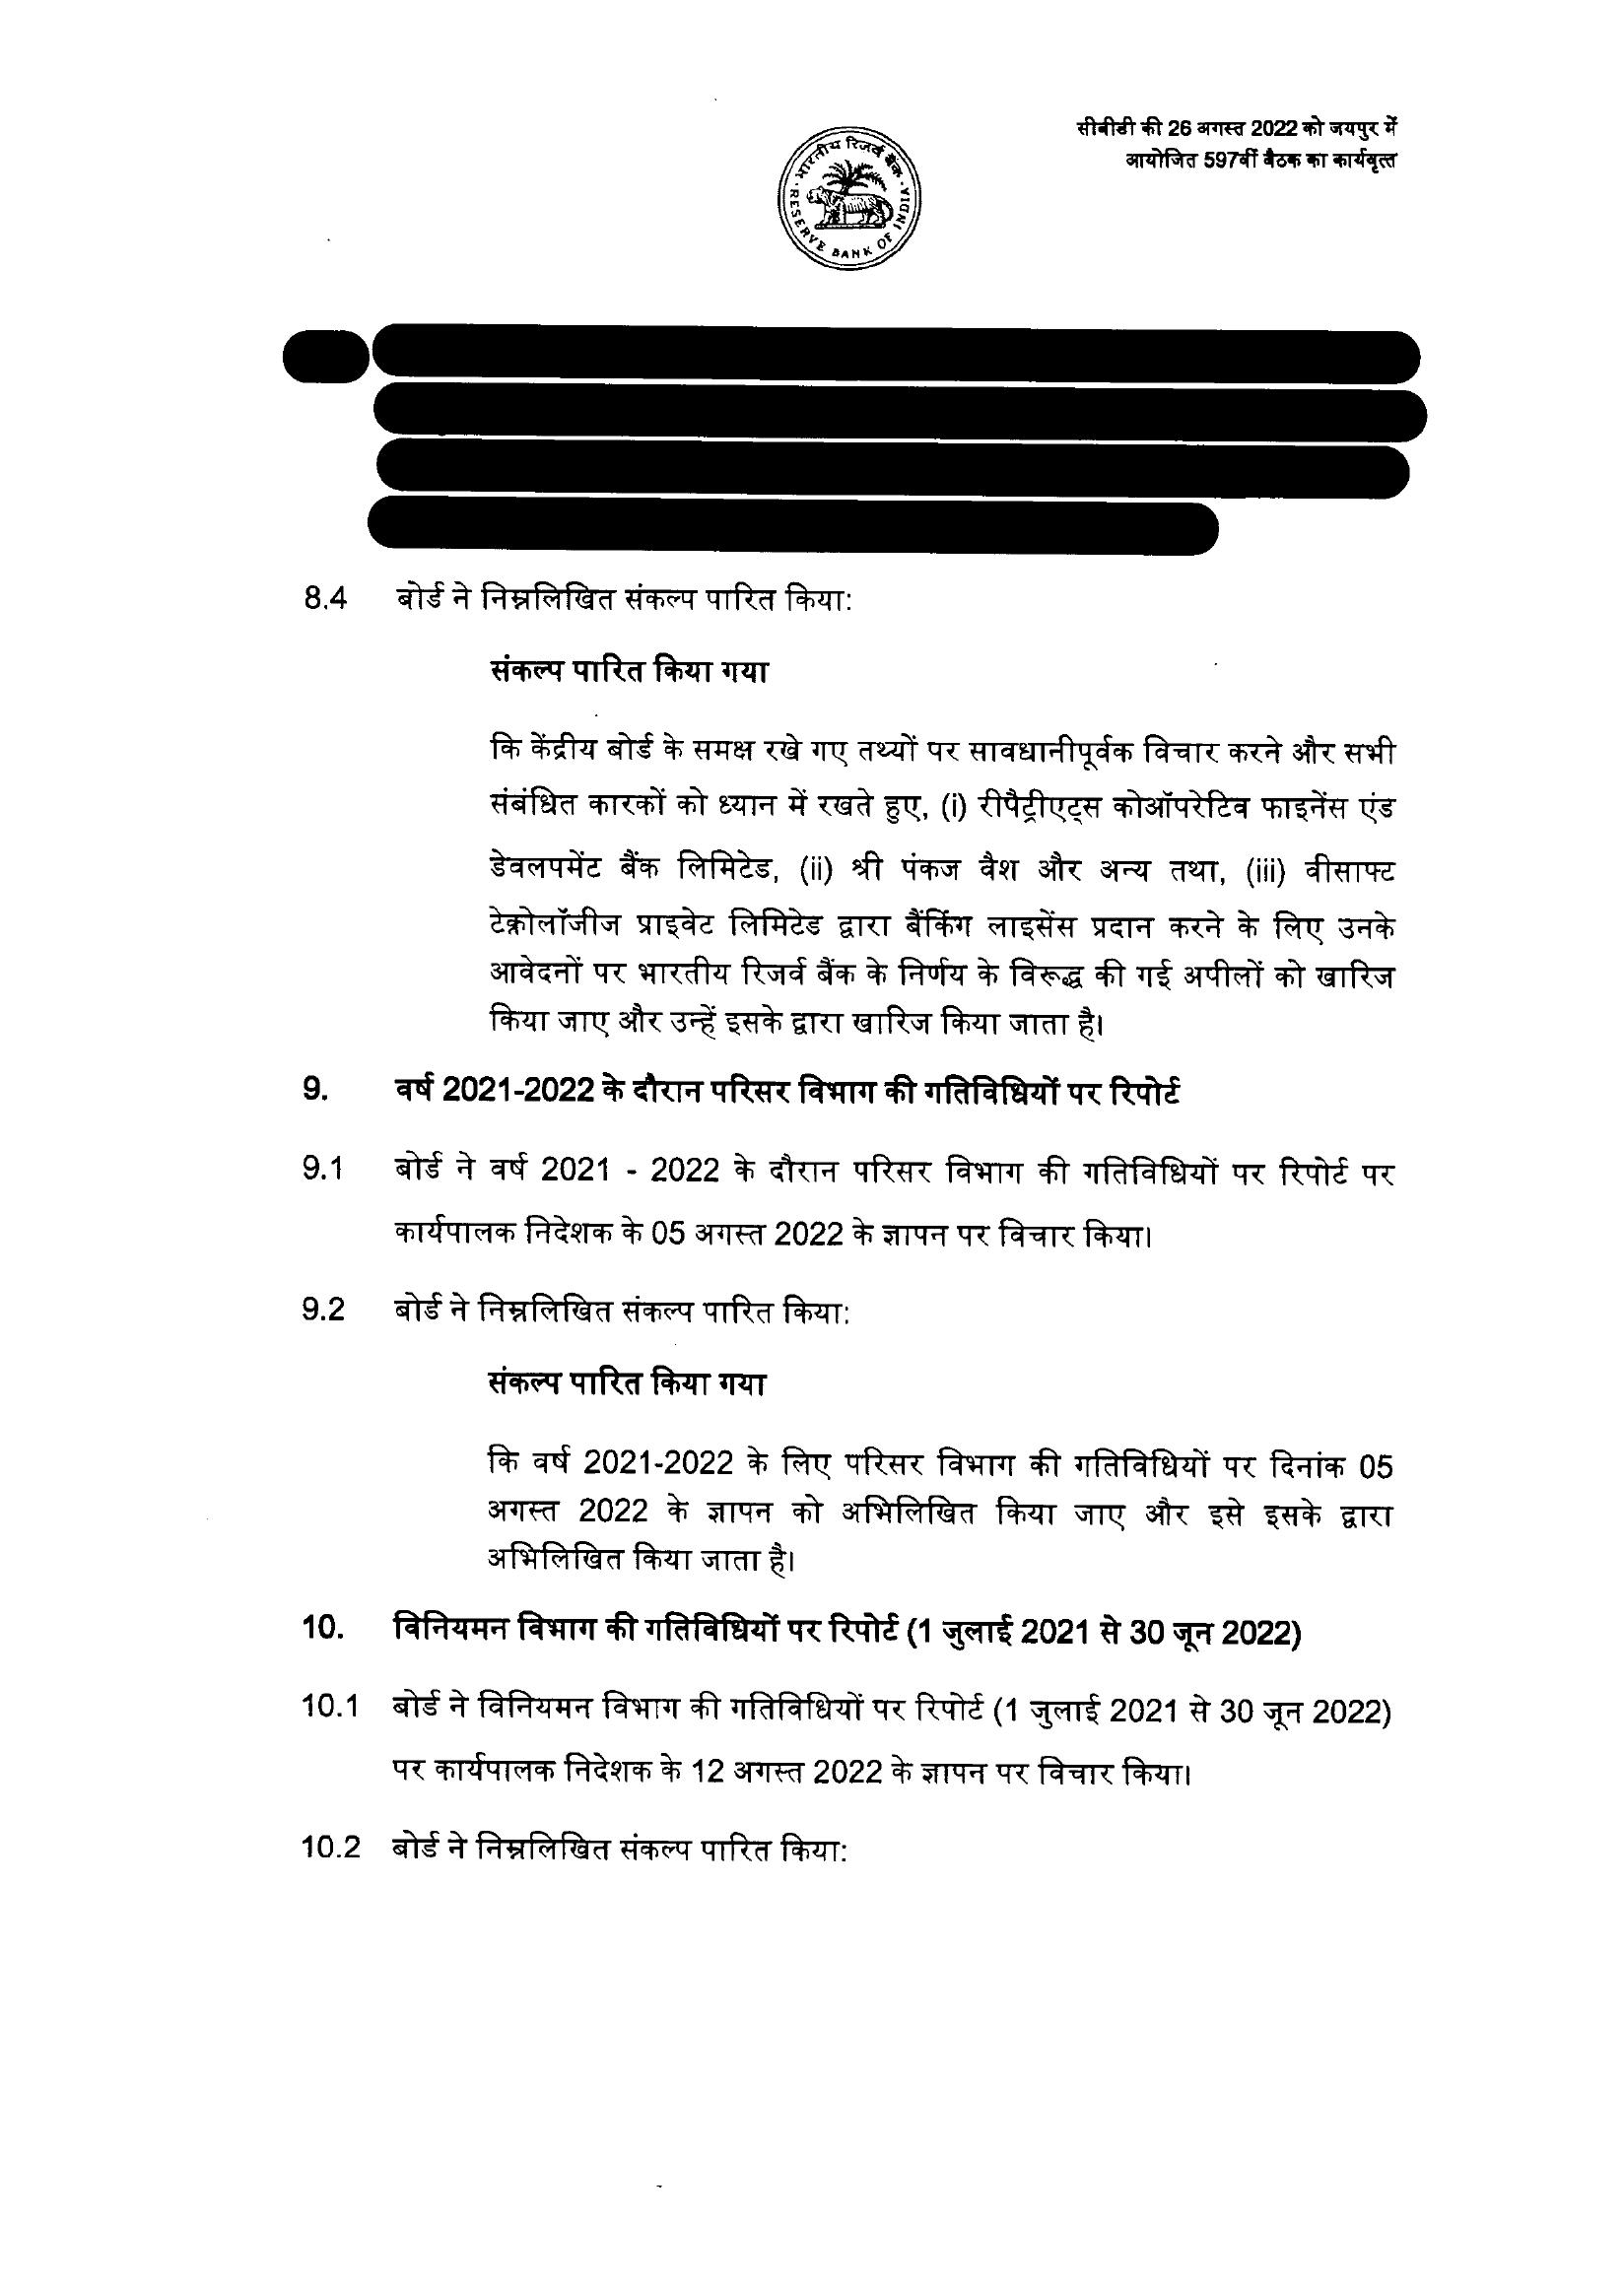 सीबीडी की 26 अगस्त 2022 को जयपुर में
आयोजित 597वीं बैठक का कार्यवृत्त
भारतीय रिज़र्व बैंक
RESERVE BANK OF INDIA
8.4 बोर्ड ने निम्नलिखित संकल्प पारित किया:
संकल्प पारित किया गया
कि केंद्रीय बोर्ड के समक्ष रखे गए तथ्यों पर सावधानीपूर्वक विचार करने और सभी
संबंधित कारकों को ध्यान में रखते हुए, (i) रीपैट्रीएट्स कोऑपरेटिव फाइनेंस एंड
डेवलपमेंट बैंक लिमिटेड, (ii) श्री पंकज वैश और अन्य तथा, (iii) वीसाफ्ट
टेक्नोलॉजीज प्राइवेट लिमिटेड द्वारा बैंकिंग लाइसेंस प्रदान करने के लिए उनके
आवेदनों पर भारतीय रिजर्व बैंक के निर्णय के विरूद्ध की गई अपीलों को खारिज
किया जाए और उन्हें इसके द्वारा खारिज किया जाता है।
9. वर्ष 2021-2022 के दौरान परिसर विभाग की गतिविधियों पर रिपोर्ट
9.1 बोर्ड ने वर्ष 2021 - 2022 के दौरान परिसर विभाग की गतिविधियों पर रिपोर्ट पर
कार्यपालक निदेशक के 05 अगस्त 2022 के ज्ञापन पर विचार किया।
9.2 बोर्ड ने निम्नलिखित संकल्प पारित किया:
संकल्प पारित किया गया
कि वर्ष 2021-2022 के लिए परिसर विभाग की गतिविधियों पर दिनांक 05
अगस्त 2022 के ज्ञापन को अभिलिखित किया जाए और इसे इसके द्वारा
अभिलिखित किया जाता है।
10. विनियमन विभाग की गतिविधियों पर रिपोर्ट (1 जुलाई 2021 से 30 जून 2022)
10.1 बोर्ड ने विनियमन विभाग की गतिविधियों पर रिपोर्ट (1 जुलाई 2021 से 30 जून 2022)
पर कार्यपालक निदेशक के 12 अगस्त 2022 के ज्ञापन पर विचार किया।
10.2 बोर्ड ने निम्नलिखित संकल्प पारित किया: